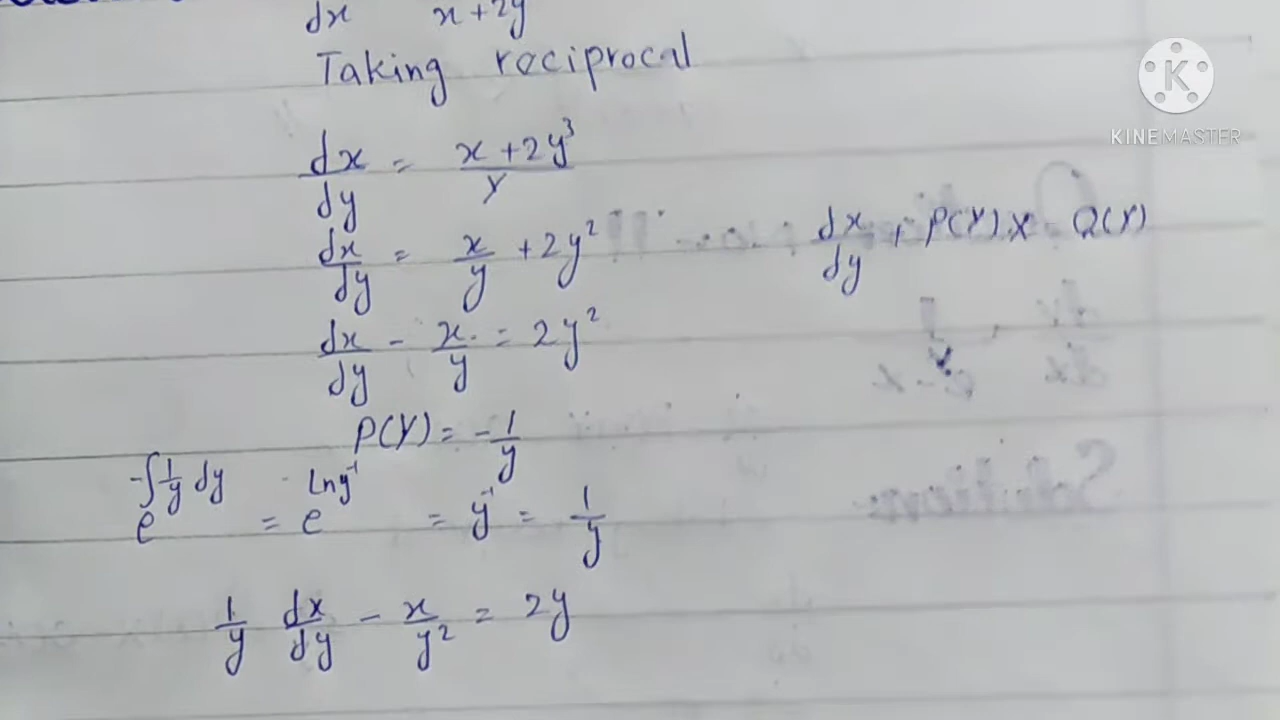 dx x+2y
Taking reciprocal
KINEMASTER
dx/dy = x+2y³/y
dx/dy = x/y + 2y² dx/dy + P(Y) X Q(Y)
dx/dy - x/y = 2y²
P(Y) = -1/y
e^(-∫1/y dy) = e^(Lny⁻¹) = y⁻¹ = 1/y
1/y dx/dy - x/y² = 2y